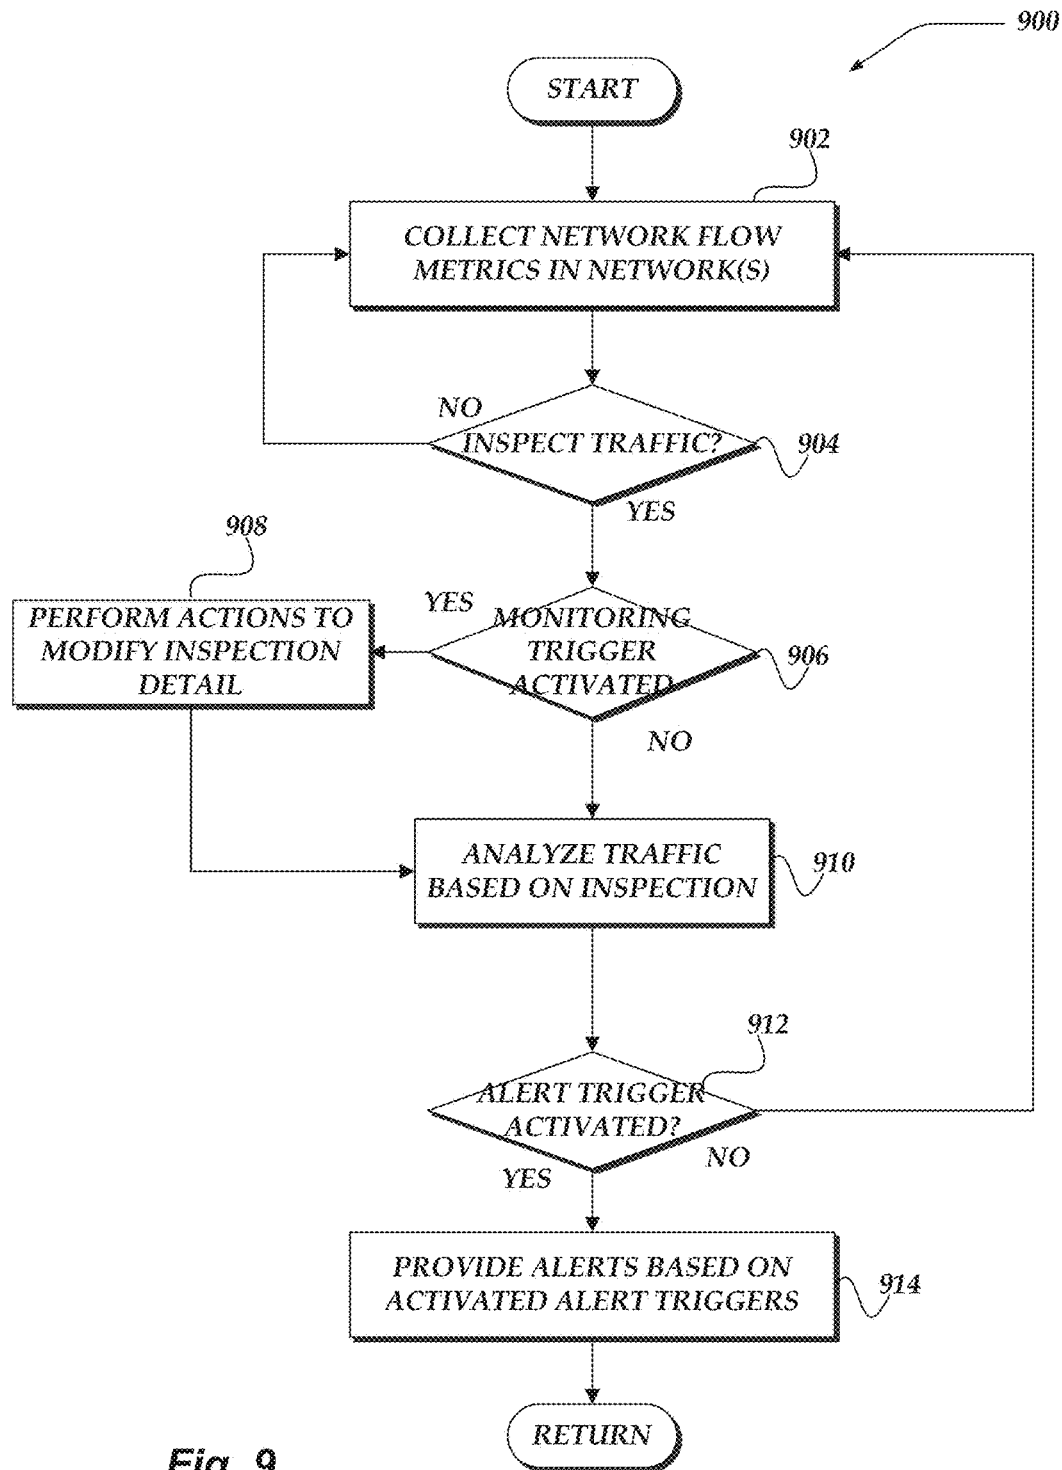 900
START
902
COLLECT NETWORK FLOW
METRICS IN NETWORK(S)
NO
INSPECT TRAFFIC?
904
YES
908
PERFORM ACTIONS TO
MODIFY INSPECTION
DETAIL
YES
MONITORING
TRIGGER
ACTIVATED
906
NO
ANALYZE TRAFFIC
BASED ON INSPECTION
910
912
ALERT TRIGGER
ACTIVATED?
NO
YES
PROVIDE ALERTS BASED ON
ACTIVATED ALERT TRIGGERS
914
RETURN
Fig. 9